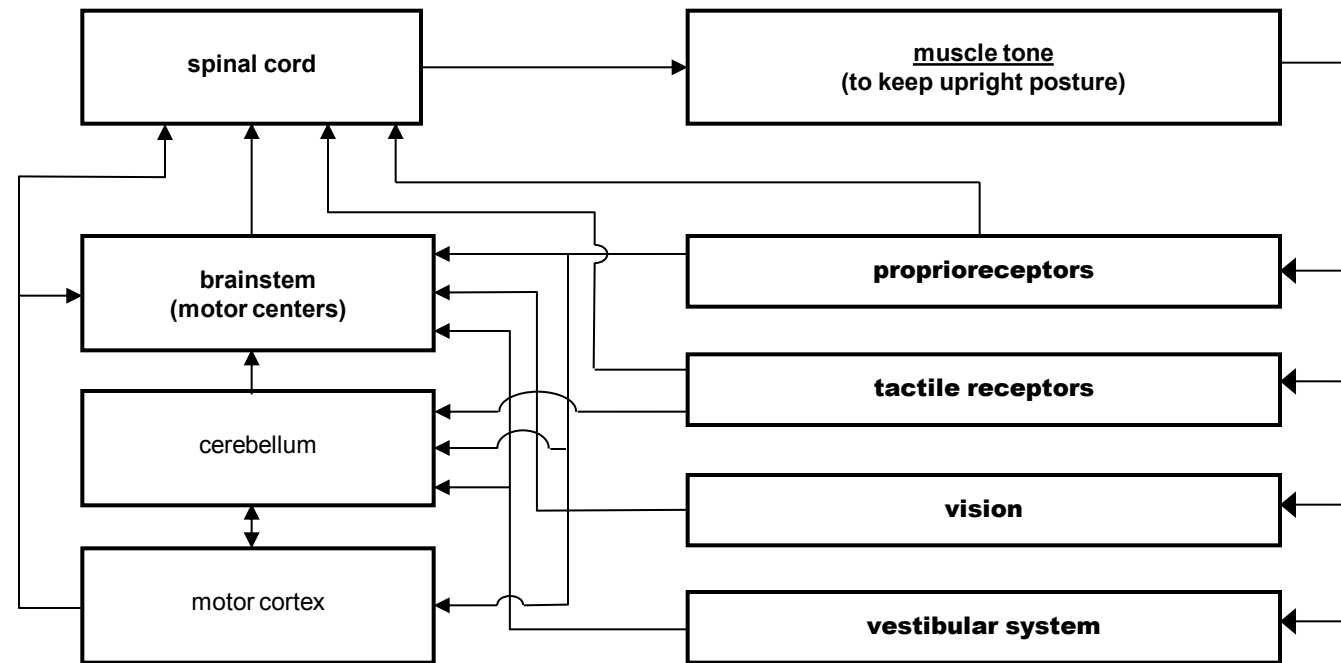 spinal cord
muscle tone
(to keep upright posture)
brainstem
(motor centers)
proprioreceptors
tactile receptors
cerebellum
vision
motor cortex
vestibular system